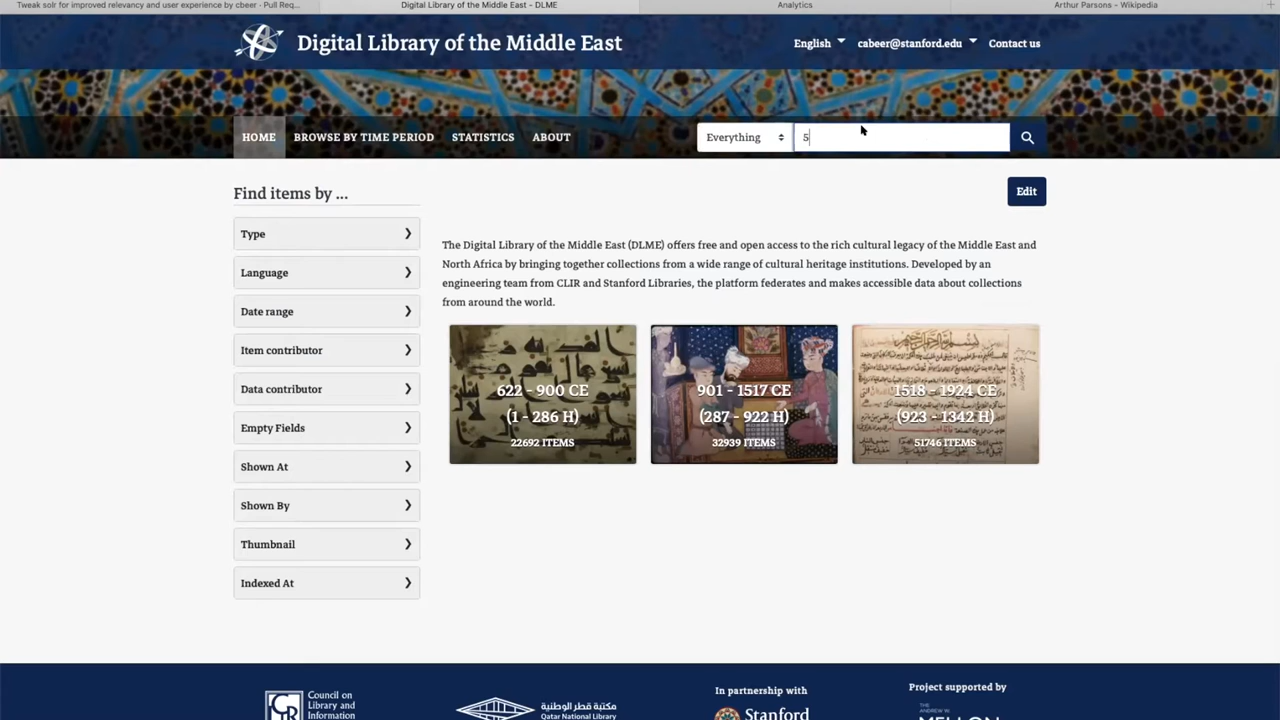 Tweak solr for improved relevancy and user experience by cbeer - Pull Req...
Digital Library of the Middle East - DLME
Analytics
Arthur Parsons - Wikipedia
Digital Library of the Middle East
English
cabeer@stanford.edu
Contact us
HOME
BROWSE BY TIME PERIOD
STATISTICS
ABOUT
Everything
5
Find items by ...
Edit
Type
Language
Date range
Item contributor
Data contributor
Empty Fields
Shown At
Shown By
Thumbnail
Indexed At
The Digital Library of the Middle East (DLME) offers free and open access to the rich cultural legacy of the Middle East and
North Africa by bringing together collections from a wide range of cultural heritage institutions. Developed by an
engineering team from CLIR and Stanford Libraries, the platform federates and makes accessible data about collections
from around the world.
622 - 900 CE
(1 - 286 H)
22692 ITEMS
901 - 1517 CE
(287 - 922 H)
32939 ITEMS
1518 - 1924 CE
(923 - 1342 H)
51746 ITEMS
Council on
Library and
Information
مكتبة قطر الوطنية
Qatar National Library
In partnership with
Stanford
Project supported by
THE
ANDREW W.
MELLON